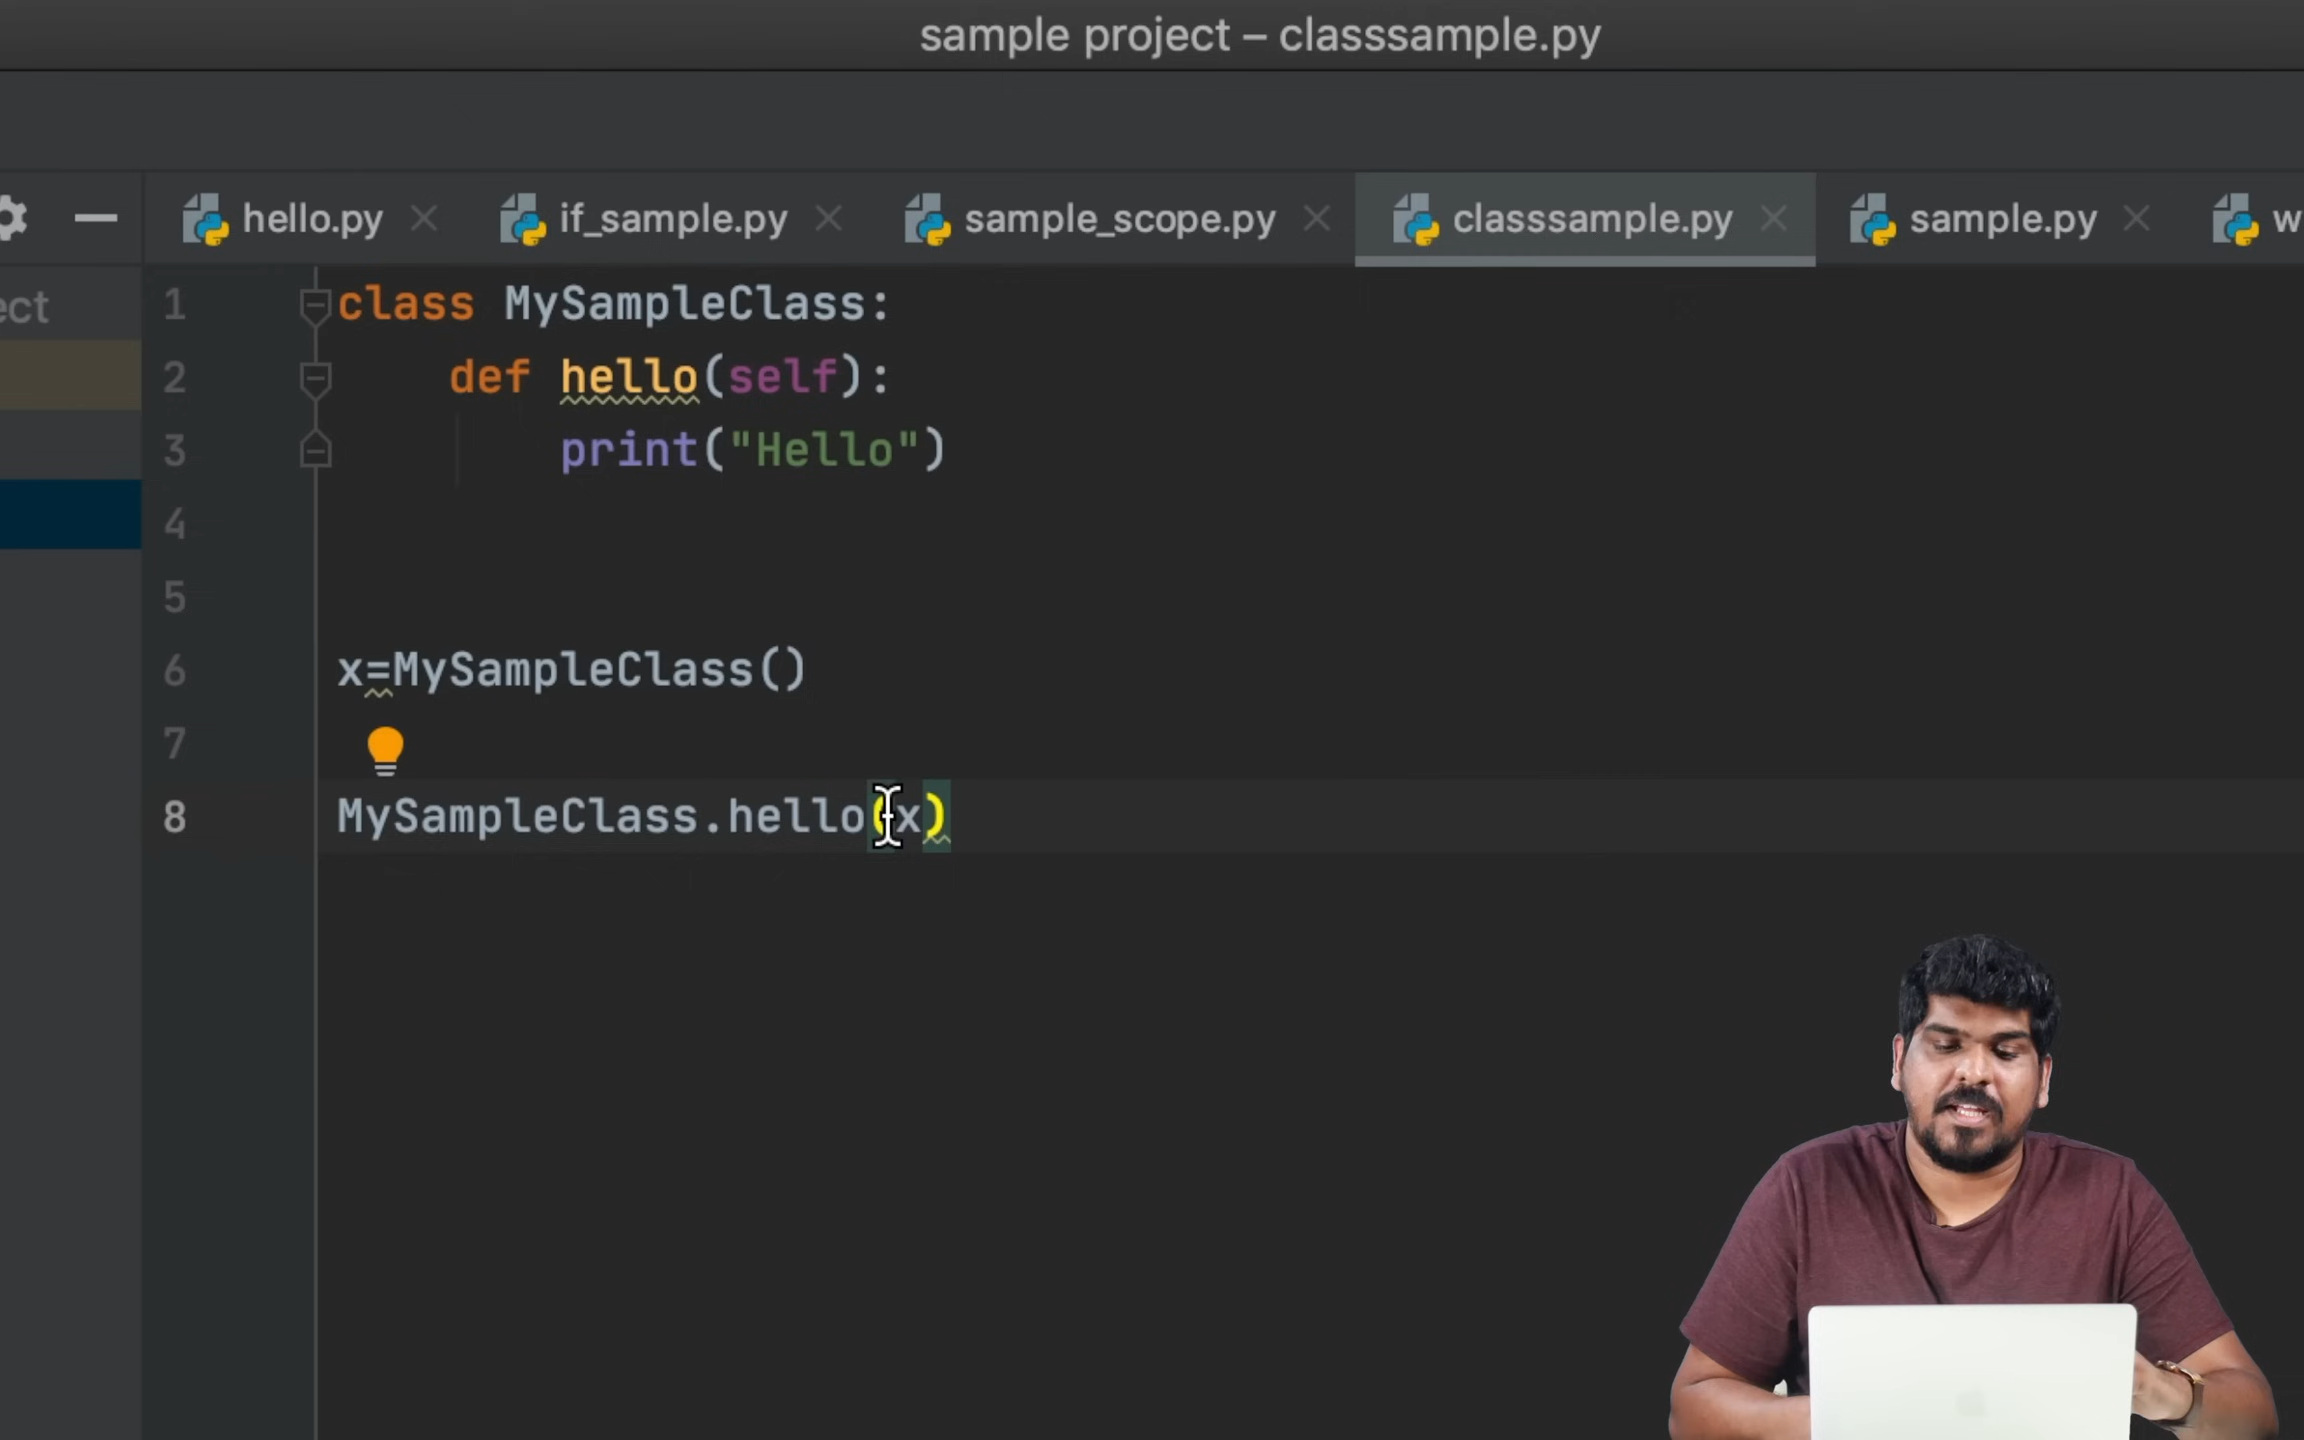 sample project – classsample.py
hello.py if_sample.py sample_scope.py classsample.py sample.py w
ect
1 class MySampleClass:
2 def hello(self):
3 print("Hello")
4
5
6 x=MySampleClass()
7
8 MySampleClass.hello(x)